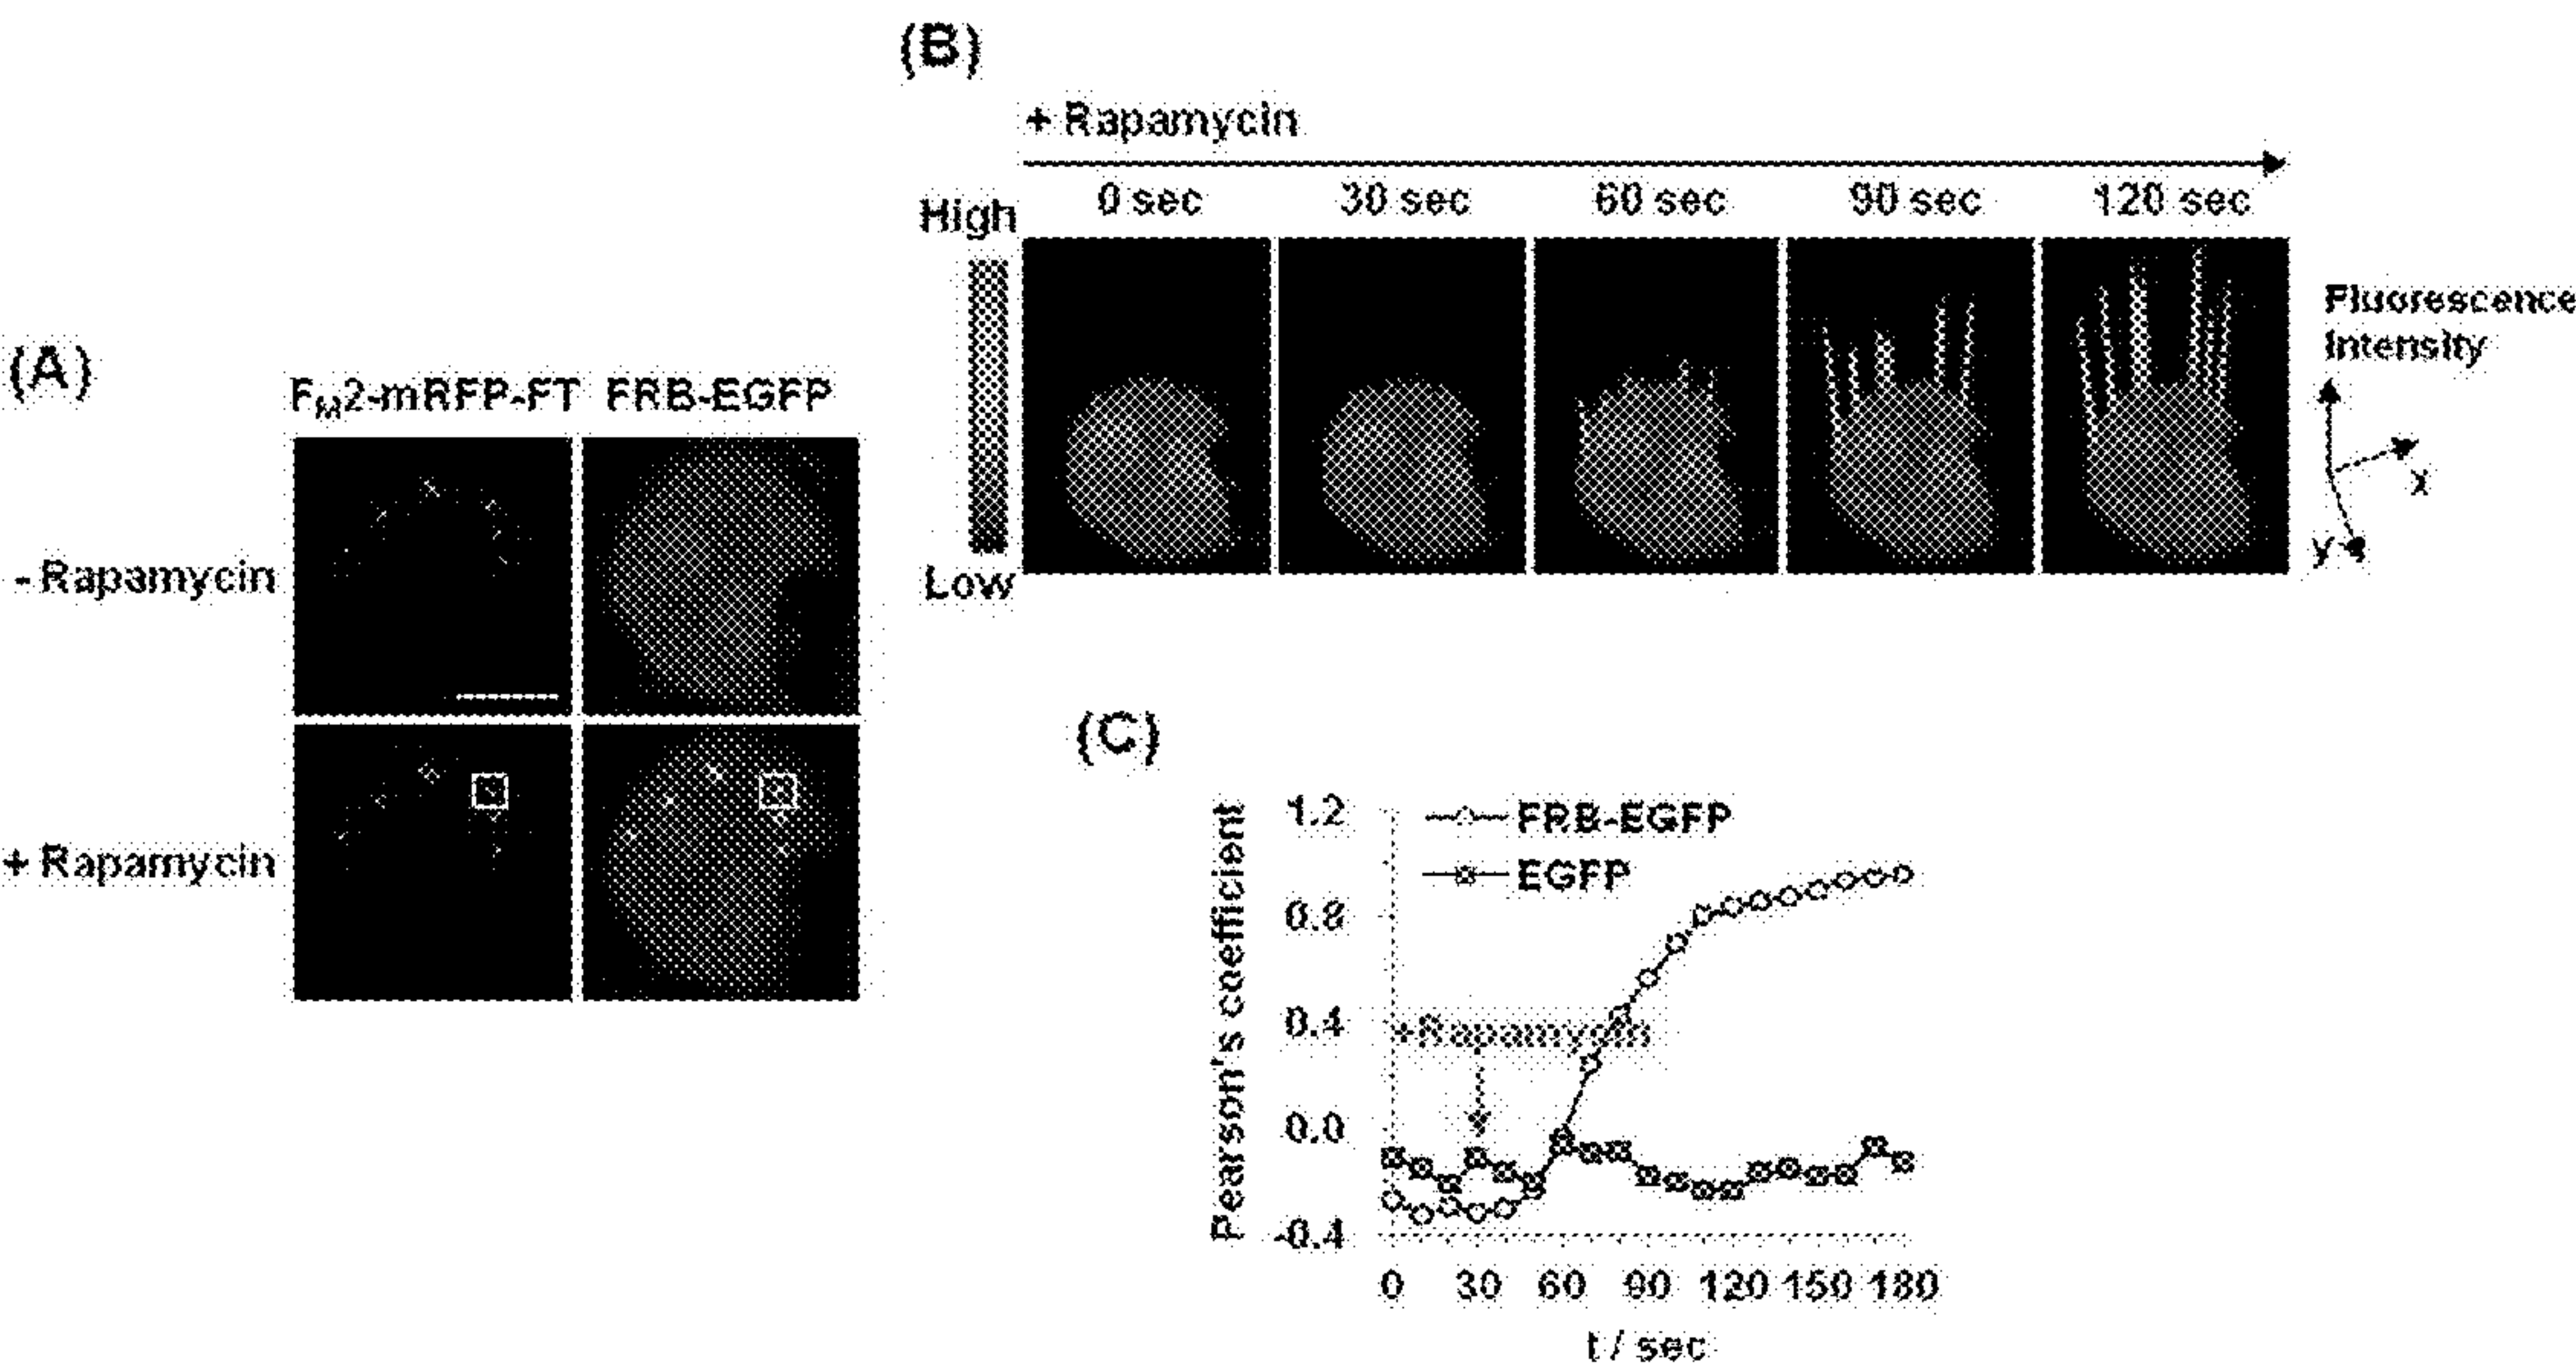 (A)
F_M2-mRFP-FT FRB-EGFP
- Rapamycin
+ Rapamycin
(B)
+ Rapamycin
0 sec 30 sec 60 sec 90 sec 120 sec
High
Low
Fluorescence
Intensity
x
y
(C)
Pearson's coefficient
1.2
0.8
0.4
0.0
-0.4
FRB-EGFP
EGFP
+Rapamycin
0 30 60 90 120 150 180
t / sec